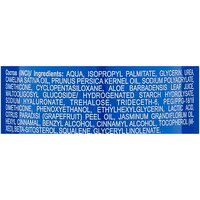 Состав (INCI)/ Ingredients: AQUA, ISOPROPYL PALMITATE, GLYCERIN, UREA
CAMELINA SATIVA OIL, PRUNUS PERSICA KERNEL OIL, SODIUM POLYACRYLATE,
DIMETHICONE, CYCLOPENTASILOXANE, ALOE BARBADENSIS LEAF JUICE,
MALTOOLIGOSYL GLUCOSIDE/ HYDROGENATED STARCH HYDROLYSATE,
SODIUM HYALURONATE, TREHALOSE, TRIDECETH-6, PEG/PPG-18/18
DIMETHICONE, PHENOXYETHANOL, ETHYLHEXYLGLYCERIN, LACTIC ACID,
CITRUS PARADISI (GRAPEFRUIT) PEEL OIL, JASMINUM GRANDIFLORUM OIL
HEXYL CINNAMAL, BENZYL ALCOHOL, CINNAMYL ALCOHOL, TOCOPHEROL (M-
BETA-SITOSTEROL, SQUALENE, GLYCERYL LINOLENATE,